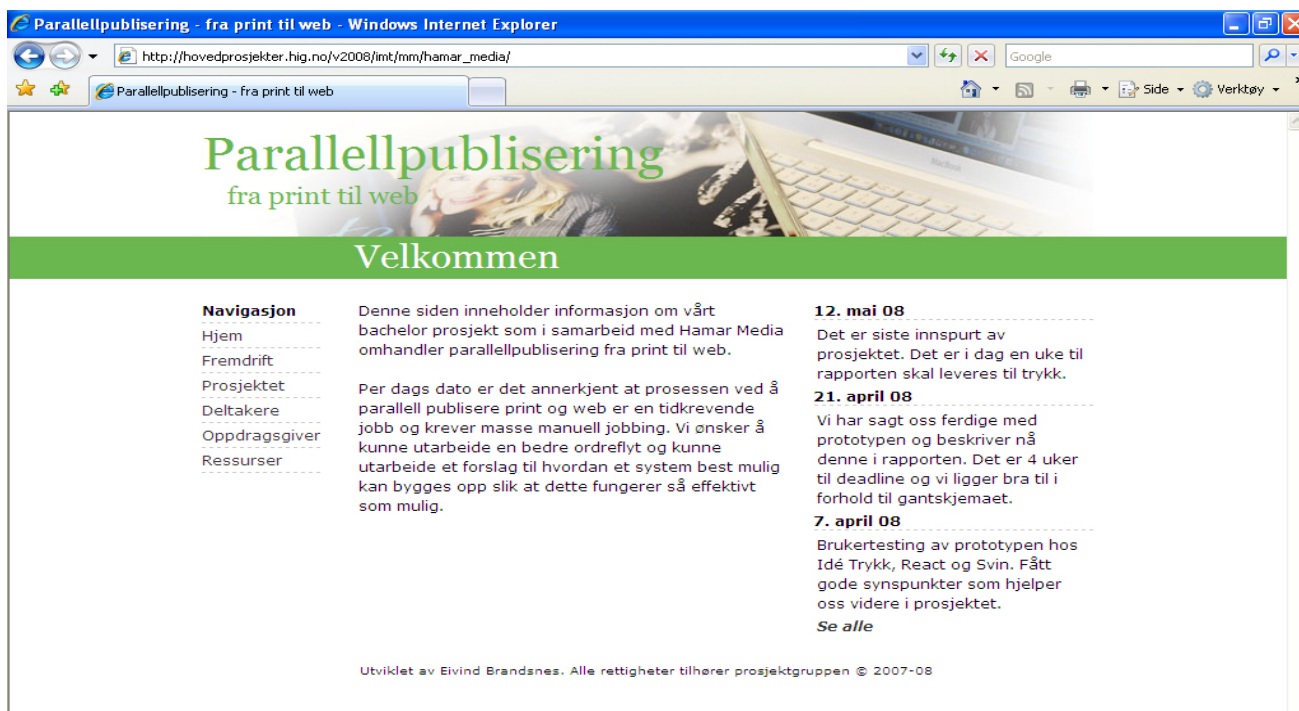 Parallellpublisering - fra print til web - Windows Internet Explorer
http://hovedprosjekter.hig.no/v2008/imt/mm/hamar_media/
Google
Parallellpublisering - fra print til web
Side
Verktøy
Parallellpublisering
fra print til web
Velkommen
Navigasjon
Hjem
Fremdrift
Prosjektet
Deltakere
Oppdragsgiver
Ressurser
Denne siden inneholder informasjon om vårt
bachelor prosjekt som i samarbeid med Hamar Media
omhandler parallellpublisering fra print til web.
Per dags dato er det annerkjent at prosessen ved å
parallell publisere print og web er en tidkrevende
jobb og krever masse manuell jobbing. Vi ønsker å
kunne utarbeide en bedre ordreflyt og kunne
utarbeide et forslag til hvordan et system best mulig
kan bygges opp slik at dette fungerer så effektivt
som mulig.
12. mai 08
Det er siste innspurt av
prosjektet. Det er i dag en uke til
rapporten skal leveres til trykk.
21. april 08
Vi har sagt oss ferdige med
prototypen og beskriver nå
denne i rapporten. Det er 4 uker
til deadline og vi ligger bra til i
forhold til gantskjemaet.
7. april 08
Brukertesting av prototypen hos
Idé Trykk, React og Svin. Fått
gode synspunkter som hjelper
oss videre i prosjektet.
Se alle
Utviklet av Eivind Brandsnes. Alle rettigheter tilhører prosjektgruppen © 2007-08